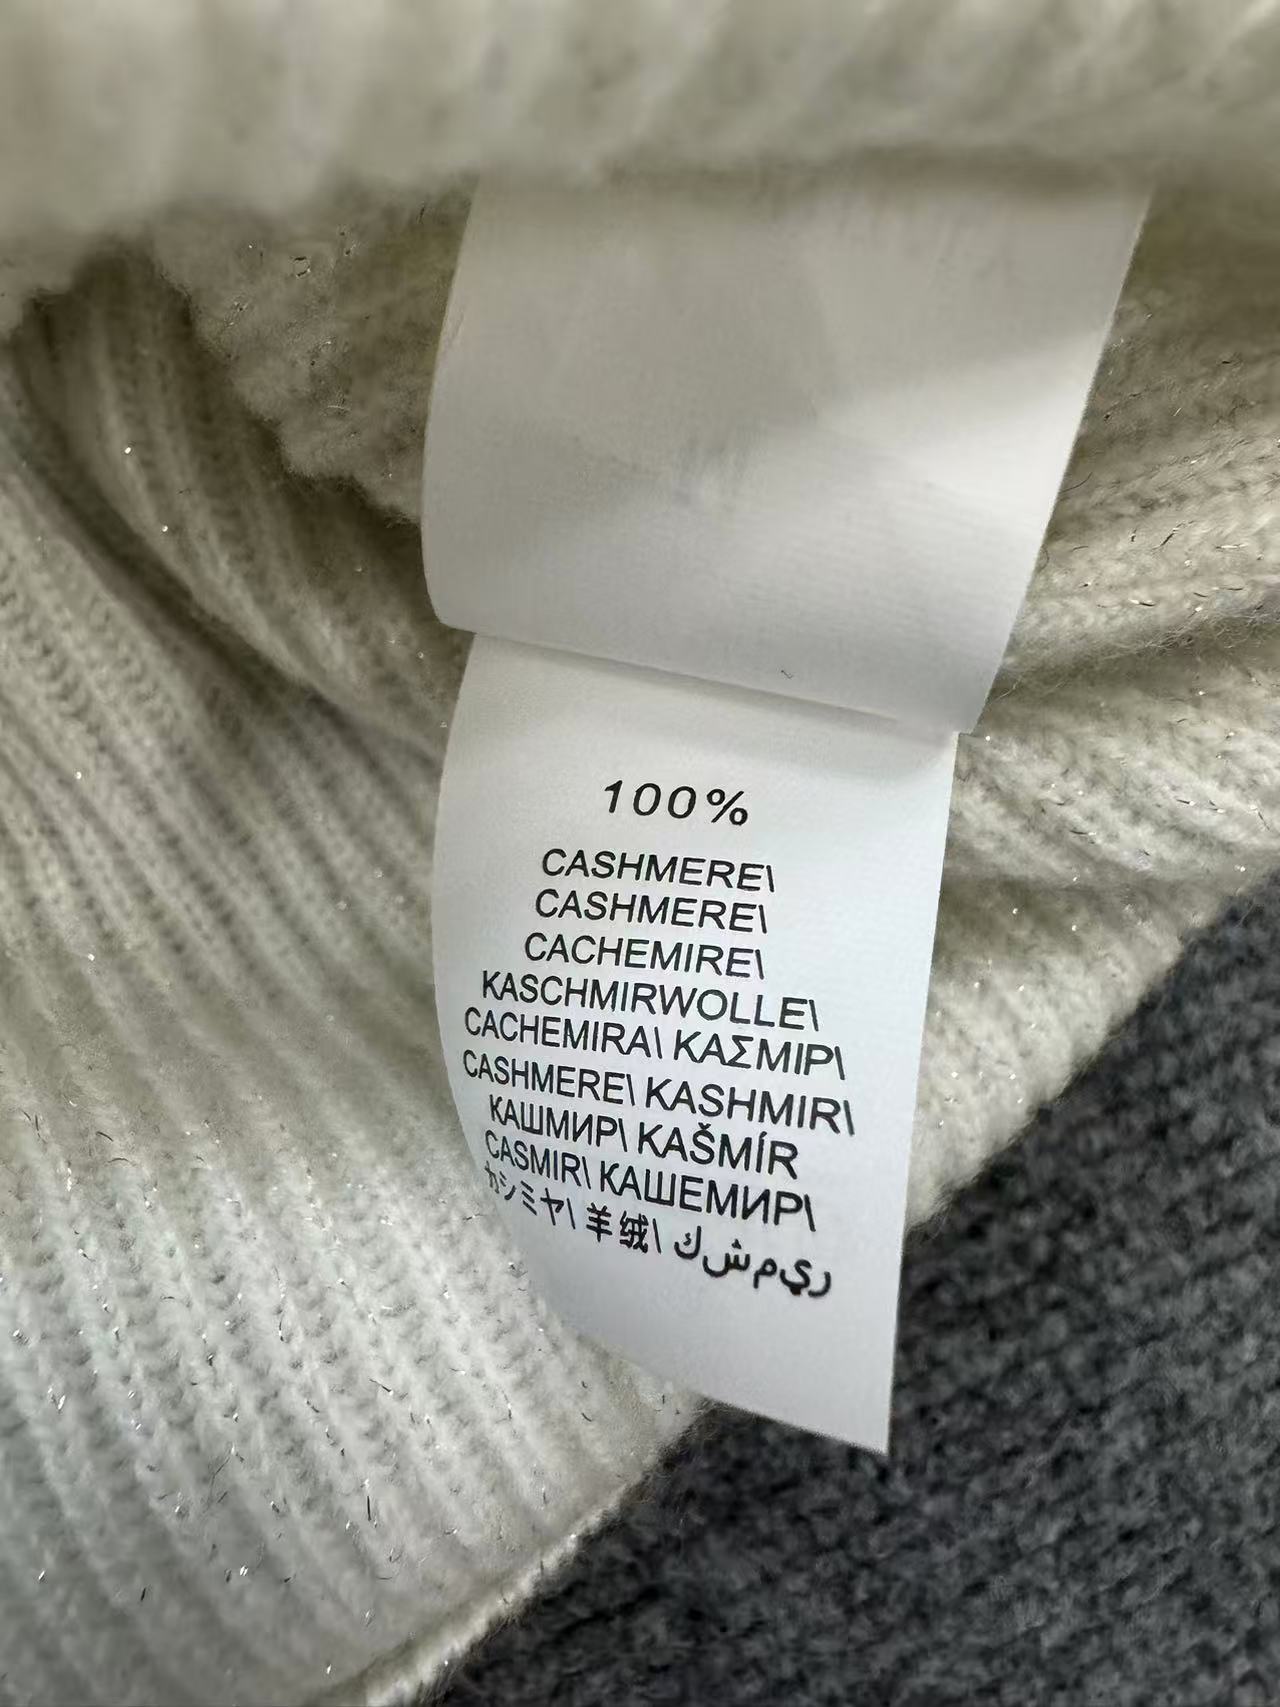 100%
CASHMERE\
CASHMERE\
CACHEMIRE\
KASCHMIRWOLLE\
CACHEMIRA\ ΚΑΣΜΙΡ\
CASHMERE\ KASHMIR\
КАШМИР\ KAŠMÍR
CASMIR\ КАШЕМИР\
カシミヤ\ 羊绒\ ﻙﺷﻣﻳﺭ